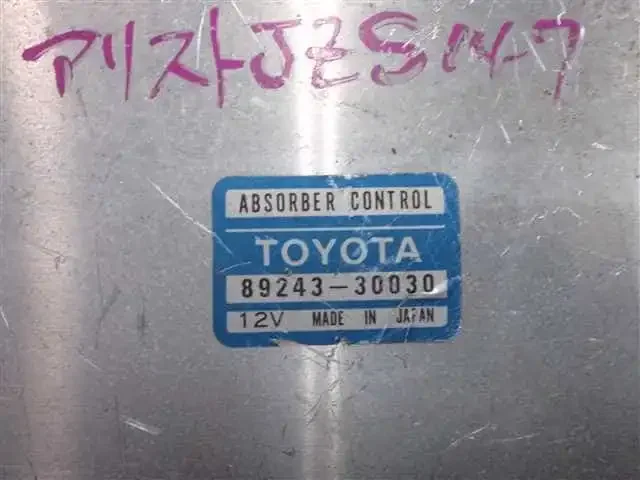 アリストJZS147
ABSORBER CONTROL
TOYOTA
89243-30030
12V MADE IN JAPAN